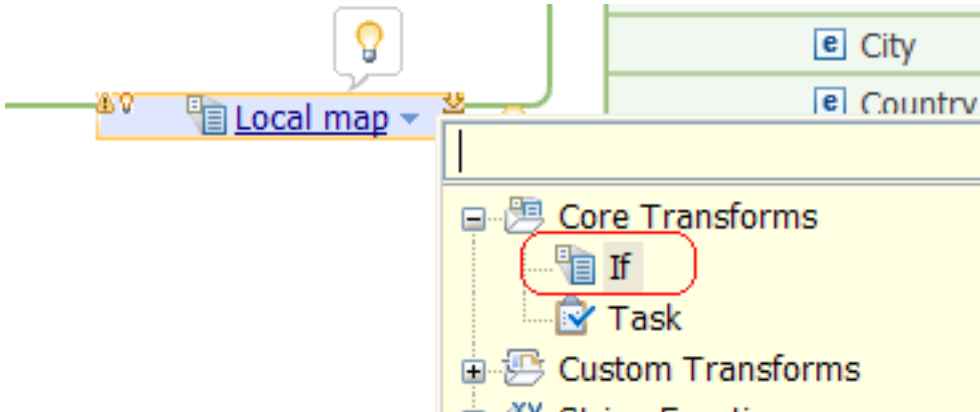 City
Country
Local map
Core Transforms
If
Task
Custom Transforms